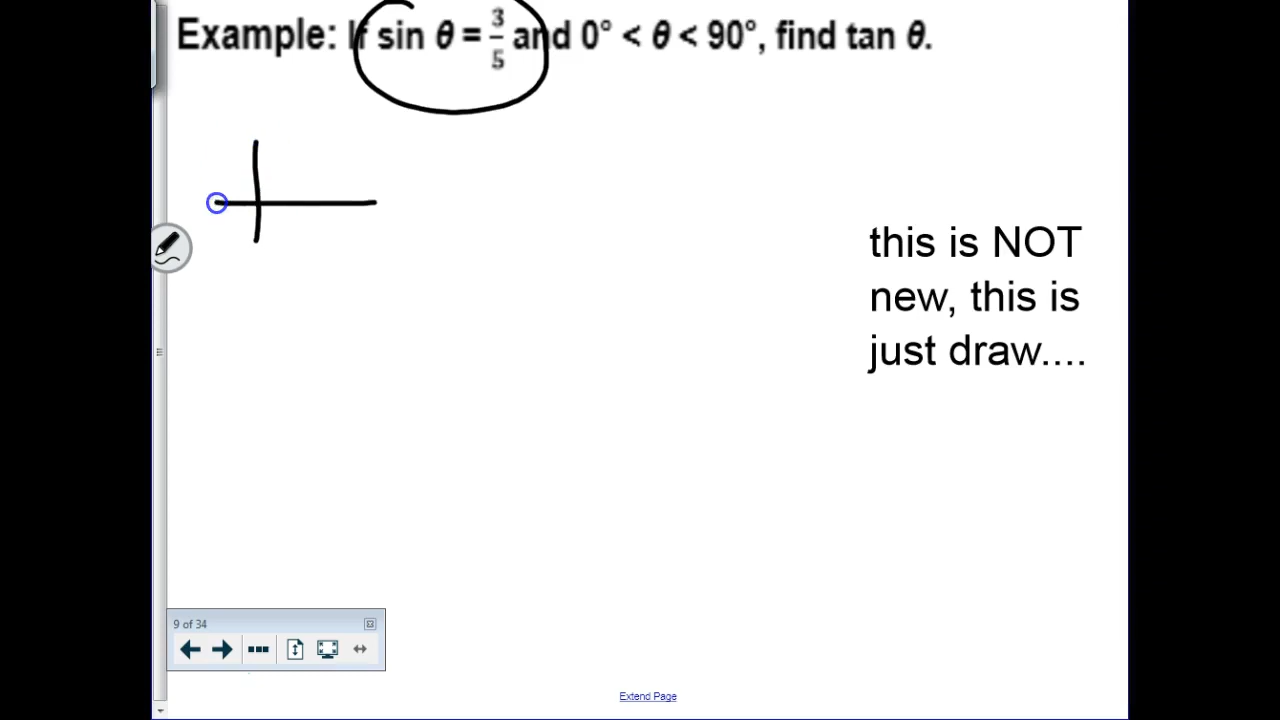 Example: If sin θ = 3/5 and 0° < θ < 90°, find tan θ.
this is NOT
new, this is
just draw....
9 of 34
Extend Page